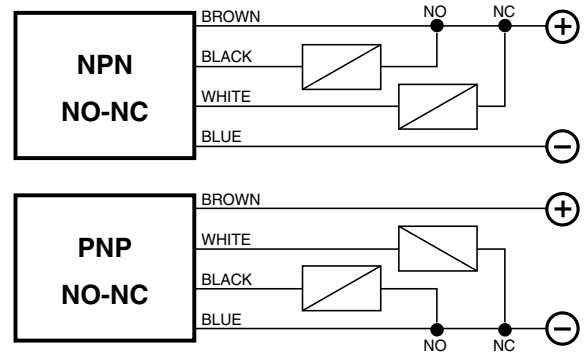 BROWN
NO
NC
+
BLACK
NPN
WHITE
NO-NC
BLUE
−
BROWN
+
WHITE
PNP
BLACK
NO-NC
BLUE
−
NO
NC